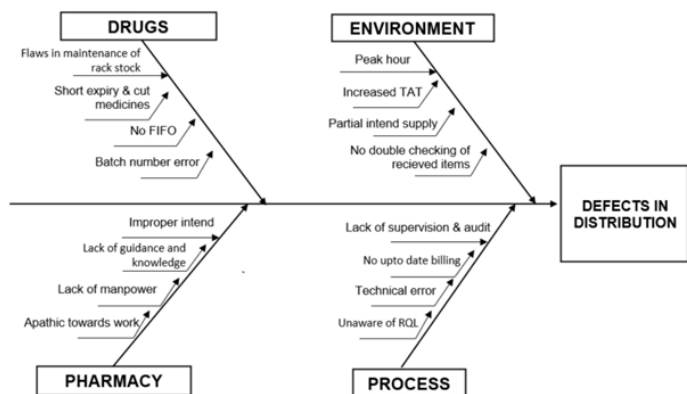 DRUGS
Flaws in maintenance of
rack stock
Short expiry & cut
medicines
No FIFO
Batch number error
ENVIRONMENT
Peak hour
Increased TAT
Partial intend supply
No double checking of
recieved items
DEFECTS IN
DISTRIBUTION
Improper intend
Lack of guidance and
knowledge
Lack of manpower
Apathic towards work
PHARMACY
Lack of supervision & audit
No upto date billing
Technical error
Unaware of RQL
PROCESS